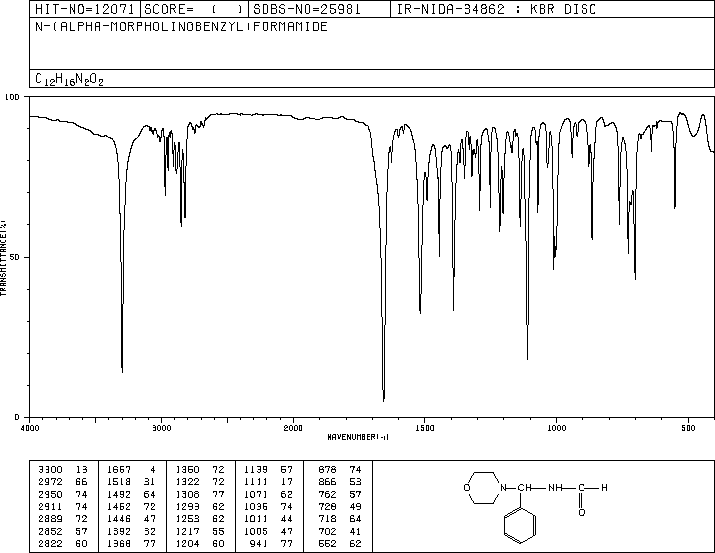 HIT-NO=12071 SCORE= ( ) SDBS-NO=25981 IR-NIDA-34862 : KBR DISC
N-(ALPHA-MORPHOLINOBENZYL)FORMAMIDE
C12H16N2O2
100
50
0
TRANSMITTANCE(%)
4000 3000 2000 1500 1000 500
WAVENUMBER(-1)
3300 13 1657 4 1350 72 1139 57 878 74
2972 66 1518 31 1322 72 1111 17 866 53
2950 74 1492 64 1308 77 1071 62 762 57
2911 74 1452 72 1293 62 1036 74 728 49
2889 72 1446 47 1253 62 1011 44 718 64
2852 57 1392 32 1217 55 1005 47 702 41
2822 60 1368 77 1204 60 941 77 552 62
O N CH NH C H
O